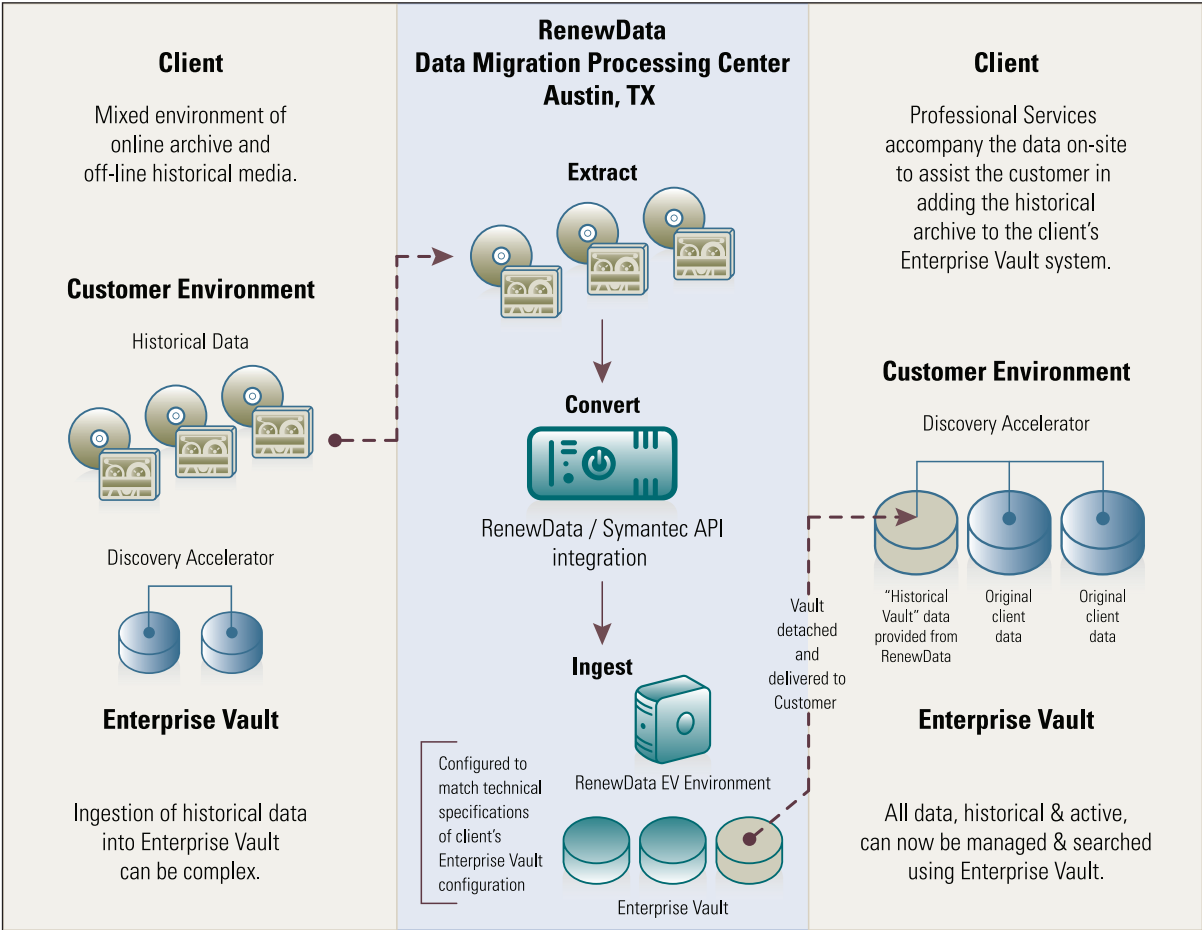 Client
Mixed environment of
online archive and
off-line historical media.
Customer Environment
Historical Data
Discovery Accelerator
Enterprise Vault
Ingestion of historical data
into Enterprise Vault
can be complex.
RenewData
Data Migration Processing Center
Austin, TX
Extract
Convert
RenewData / Symantec API
integration
Ingest
RenewData EV Environment
Configured to
match technical
specifications
of client’s
Enterprise Vault
configuration
Enterprise Vault
Vault
detached
and
delivered to
Customer
Client
Professional Services
accompany the data on-site
to assist the customer in
adding the historical
archive to the client’s
Enterprise Vault system.
Customer Environment
Discovery Accelerator
“Historical
Vault” data
provided from
RenewData
Original
client
data
Original
client
data
Enterprise Vault
All data, historical & active,
can now be managed & searched
using Enterprise Vault.